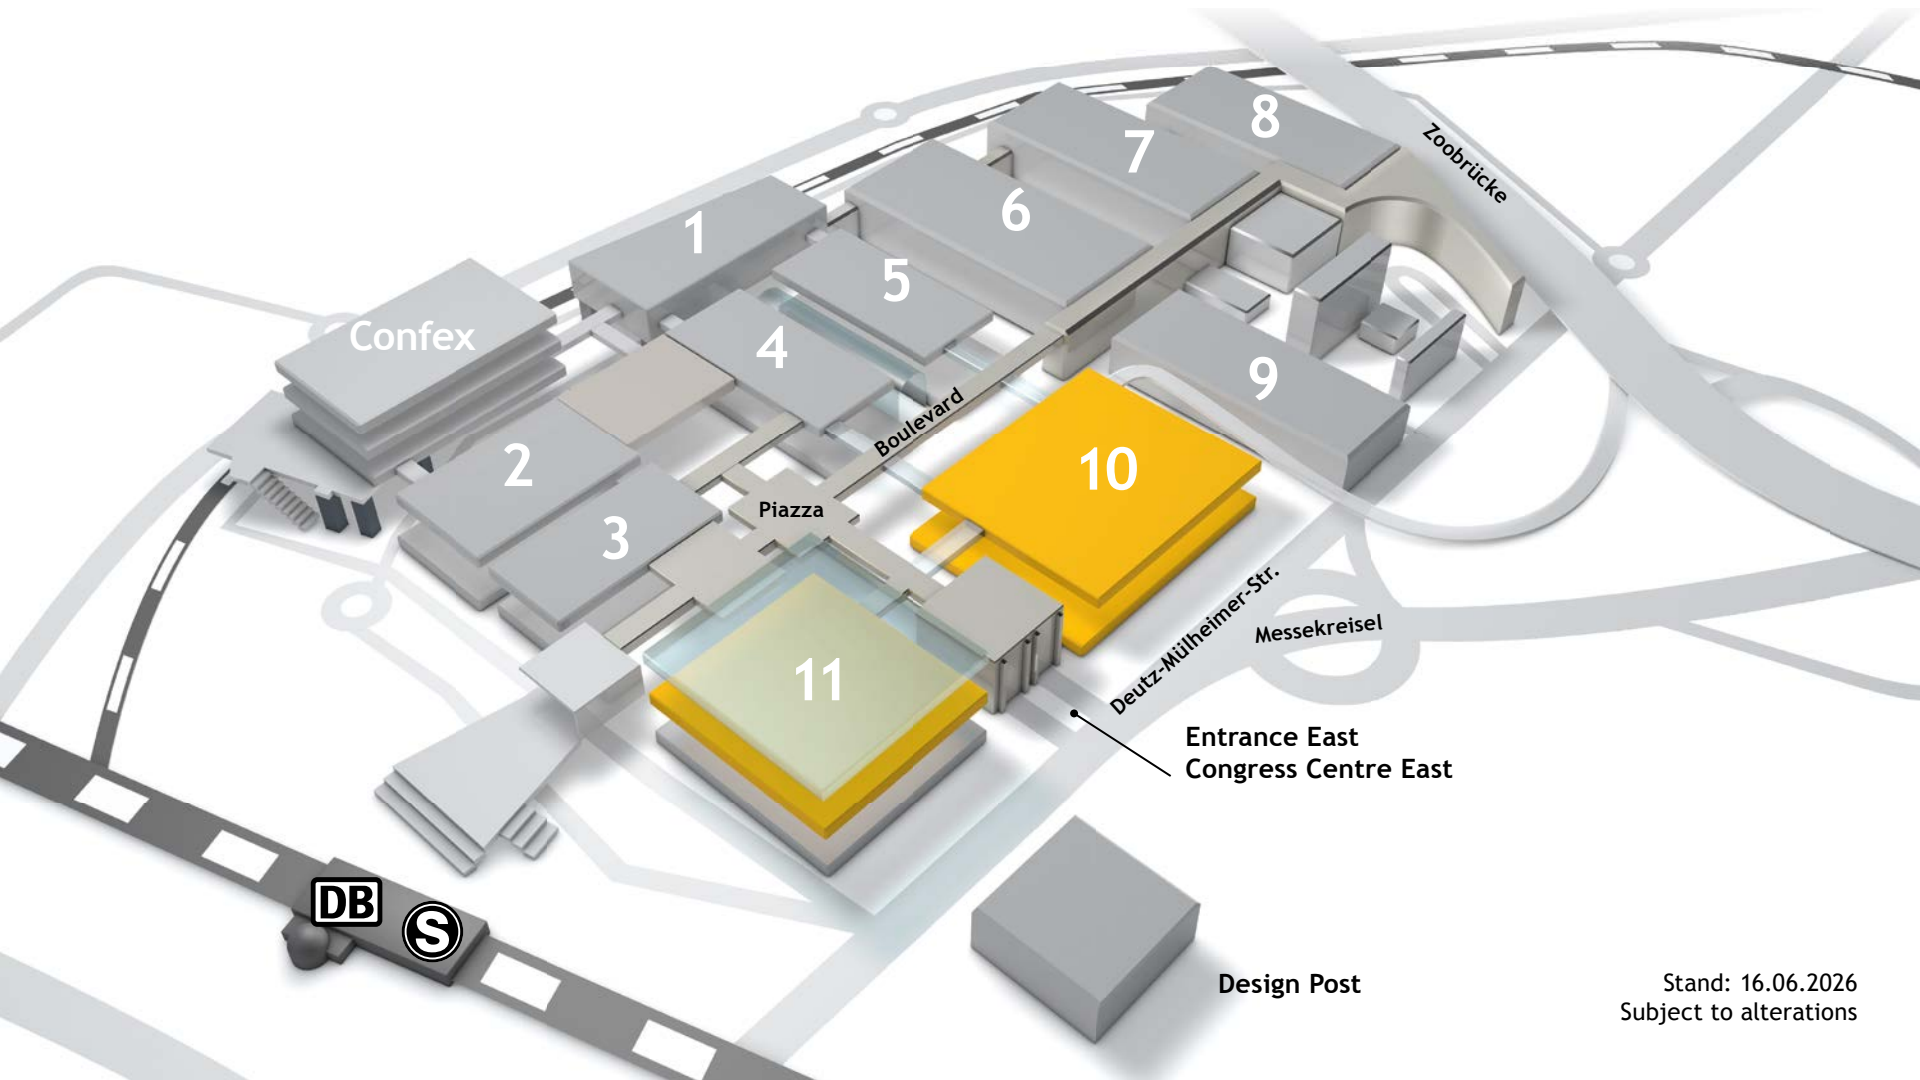 8
Zoobrücke
7
6
1
5
Confex
4
9
Boulevard
2
10
Piazza
3
Deutz-Mülheimer-Str.
Messekreisel
11
Entrance East
Congress Centre East
DB
S
Design Post
Stand: 16.06.2026
Subject to alterations